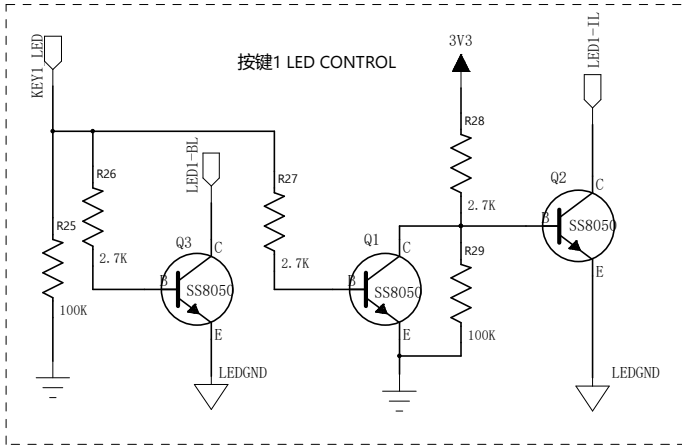 KEY1_LED
按键1 LED CONTROL
3V3
LED1-IL
R25
100K
R26
2.7K
LED1-BL
Q3
B
C
SS8050
E
LEDGND
R27
2.7K
Q1
B
C
SS8050
E
R28
2.7K
R29
100K
Q2
B
C
SS8050
E
LEDGND